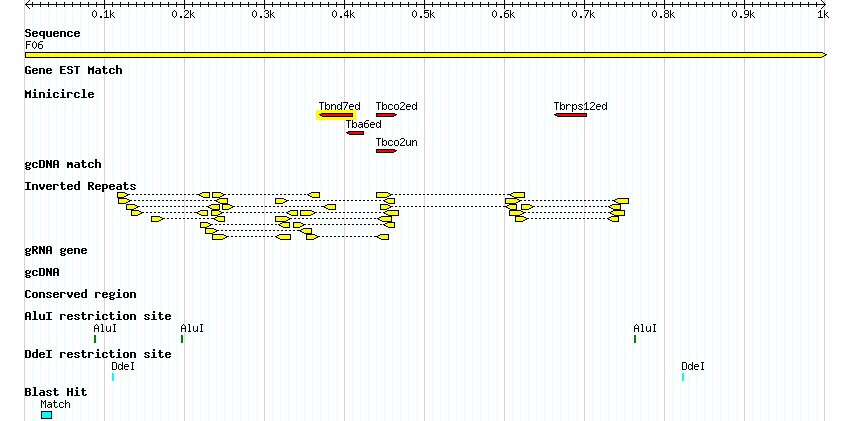 0.1k 0.2k 0.3k 0.4k 0.5k 0.6k 0.7k 0.8k 0.9k 1k
Sequence
F06
Gene EST Match
Minicircle
Tbnd7ed Tbco2ed Tbrps12ed
Tba6ed
Tbco2un
gcDNA match
Inverted Repeats
gRNA gene
gcDNA
Conserved region
AluI restriction site
AluI AluI AluI
DdeI restriction site
DdeI DdeI
Blast Hit
Match